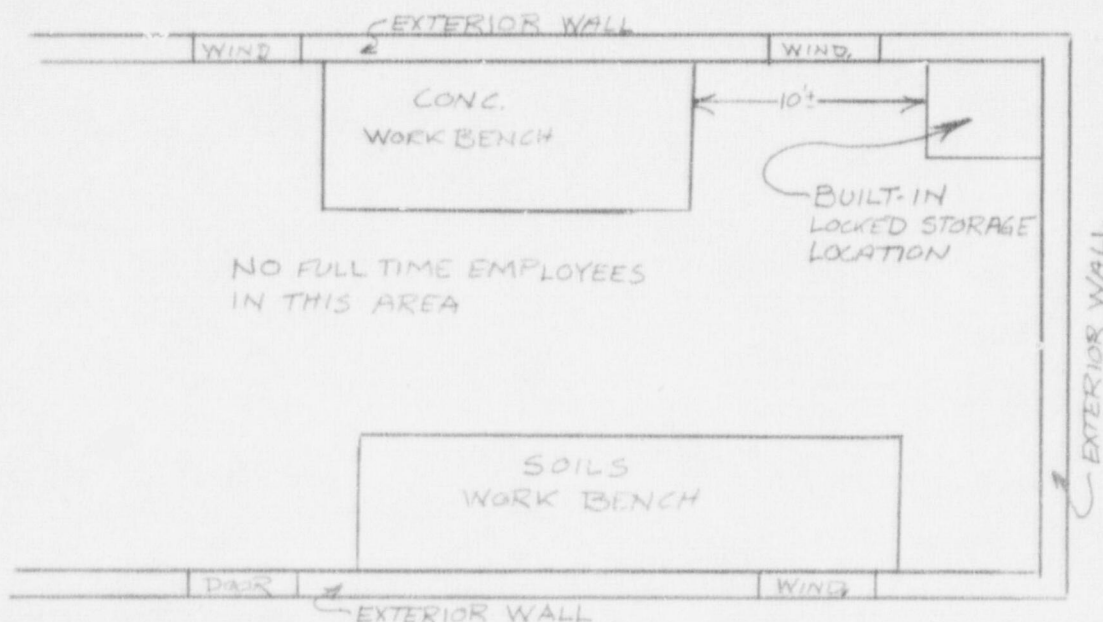 EXTERIOR WALL
WIND
WIND.
CONC.
WORK BENCH
10'±
BUILT-IN
LOCKED STORAGE
LOCATION
NO FULL TIME EMPLOYEES
IN THIS AREA
EXTERIOR WALL
SOILS
WORK BENCH
DOOR
WIND.
EXTERIOR WALL